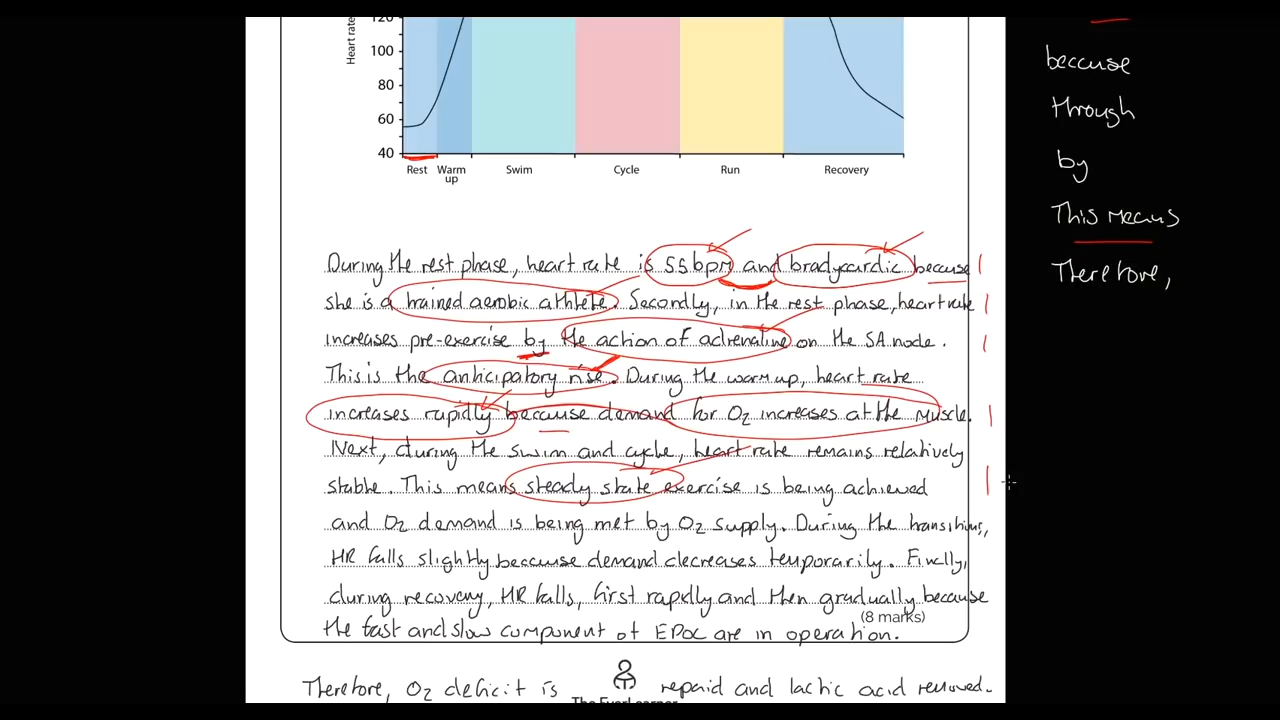 120
Heart rate
100
80
60
40
Rest
Warm up
Swim
Cycle
Run
Recovery
During the rest phase, heart rate is 55bpm and bradycardic because
she is a trained aerobic athlete. Secondly, in the rest phase, heart rate
increases pre-exercise by the action of adrenaline on the SA node.
This is the anticipatory rise. During the warm up, heart rate
increases rapidly because demand for O2 increases at the muscle.
Next, during the swim and cycle, heart rate remains relatively
stable. This means steady state exercise is being achieved
and O2 demand is being met by O2 supply. During the transitions,
HR falls slightly because demand decreases temporarily. Finally,
during recovery, HR falls, first rapidly and then gradually because
(8 marks)
the fast and slow component of EPOC are in operation.
Therefore, O2 deficit is repaid and lactic acid removed.
The EverLearner
because
through
by
This means
Therefore,